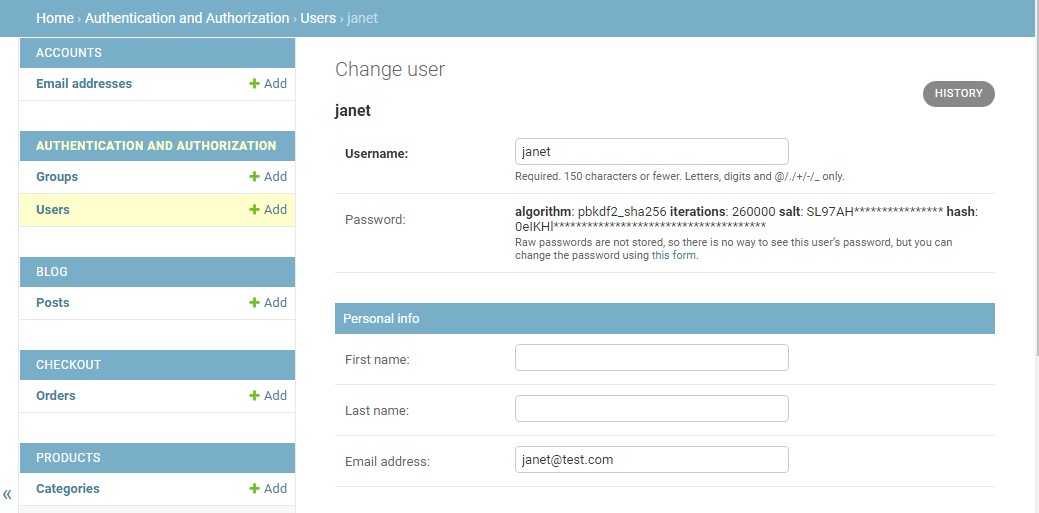 Home › Authentication and Authorization › Users › janet
ACCOUNTS
Email addresses + Add
AUTHENTICATION AND AUTHORIZATION
Groups + Add
Users + Add
BLOG
Posts + Add
CHECKOUT
Orders + Add
PRODUCTS
Categories + Add
«
Change user
HISTORY
janet
Username: janet
Required. 150 characters or fewer. Letters, digits and @/./+/-/_ only.
Password: algorithm: pbkdf2_sha256 iterations: 260000 salt: SL97AH**************** hash:
0eIKHl**************************************
Raw passwords are not stored, so there is no way to see this user's password, but you can
change the password using this form.
Personal info
First name:
Last name:
Email address: janet@test.com